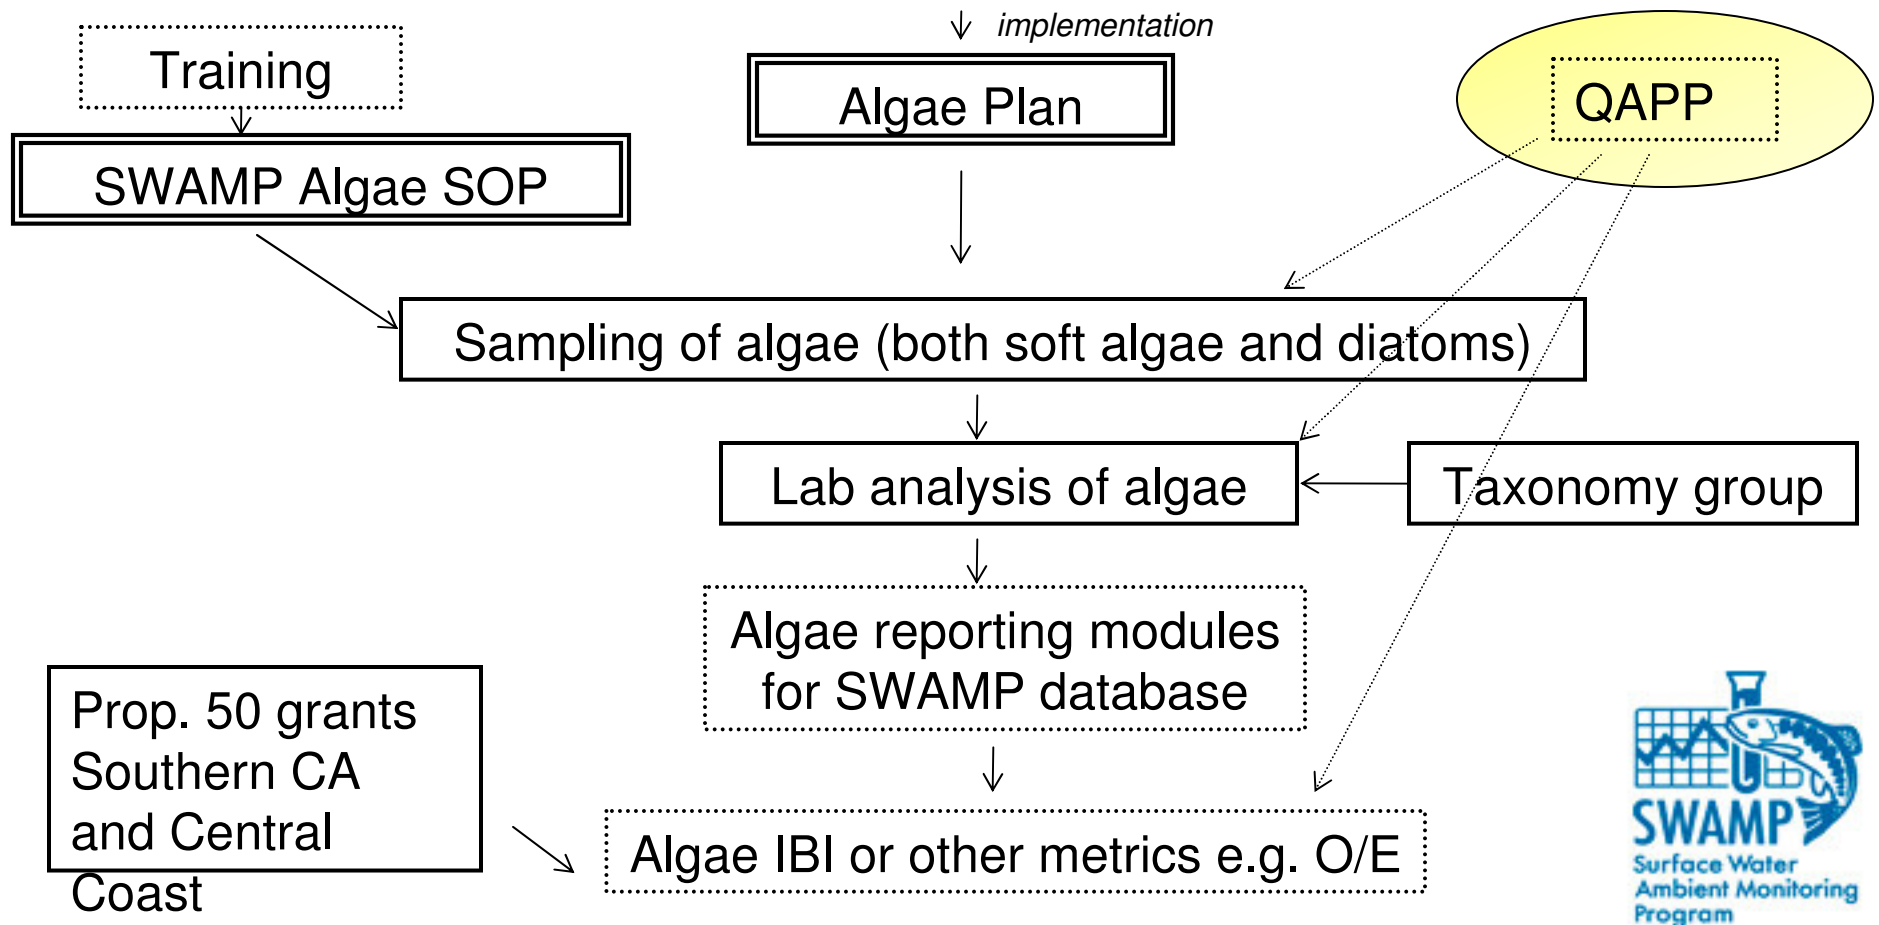 implementation
Training
Algae Plan
QAPP
SWAMP Algae SOP
Sampling of algae (both soft algae and diatoms)
Lab analysis of algae
Taxonomy group
Algae reporting modules
for SWAMP database
Prop. 50 grants
Southern CA
and Central
Coast
Algae IBI or other metrics e.g. O/E
SWAMP
Surface Water
Ambient Monitoring
Program